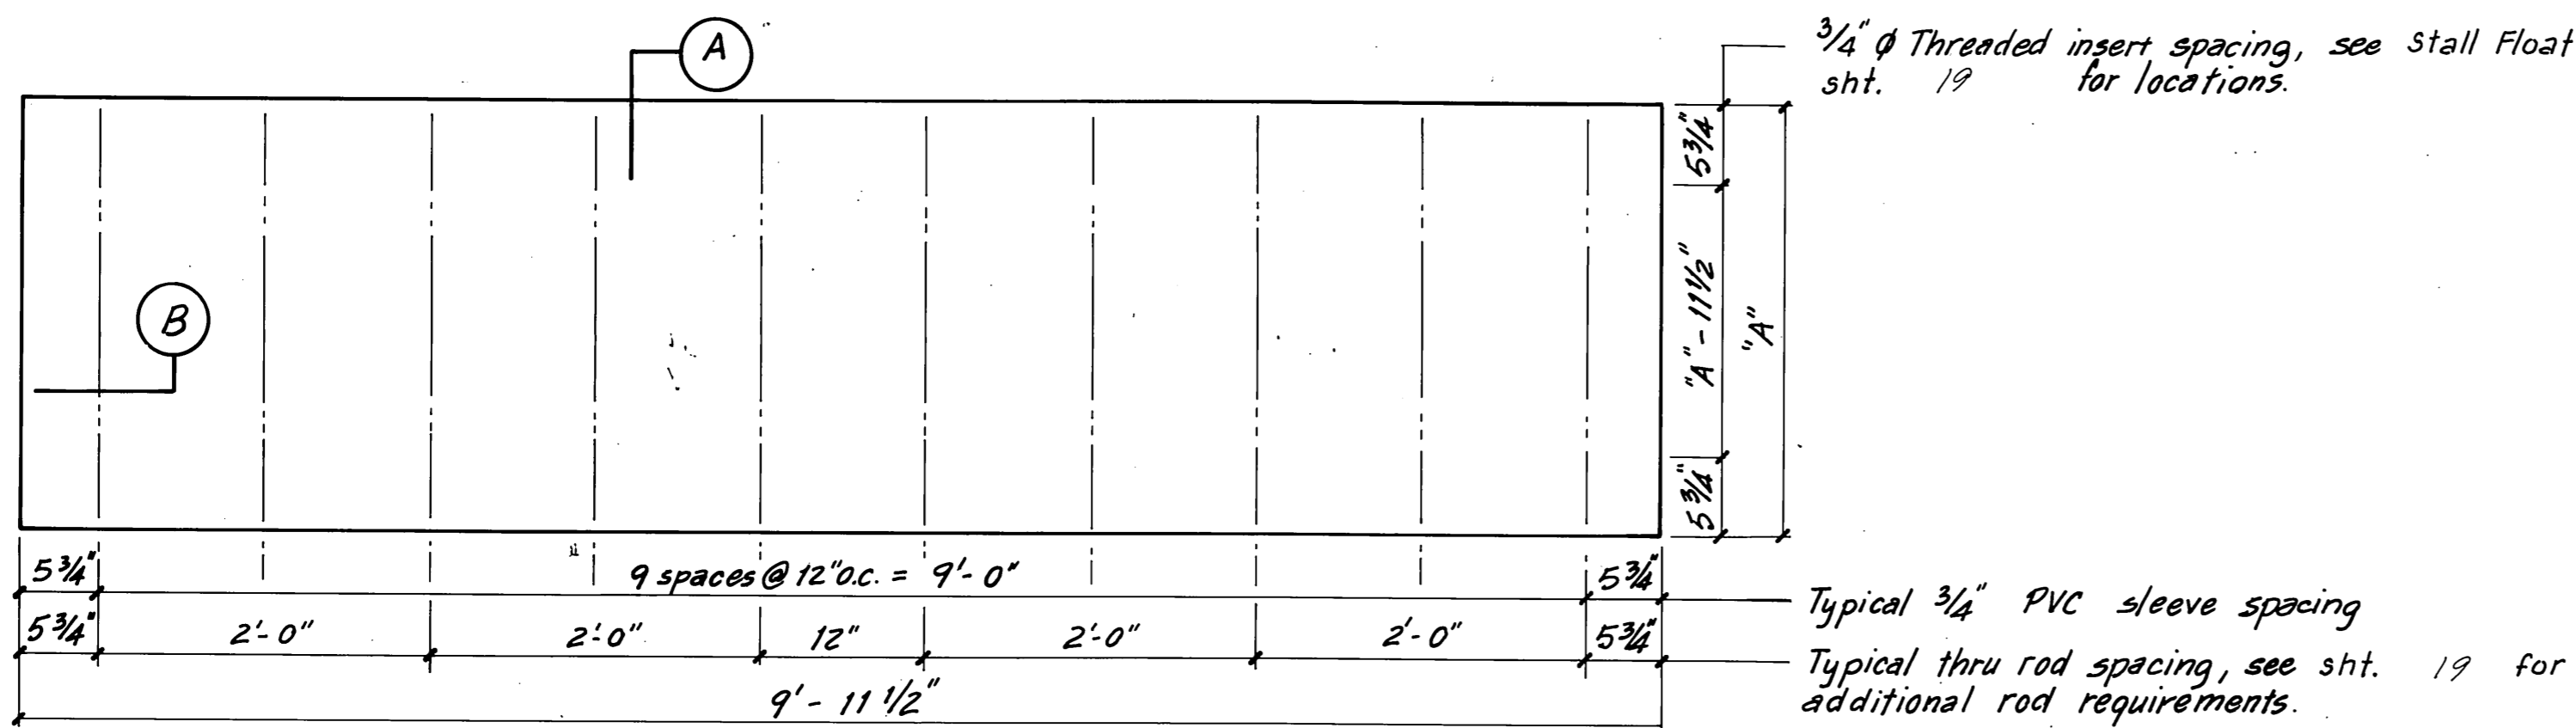 A
3/4" ϕ Threaded insert spacing, see Stall Float
sht. 19 for locations.
5 3/4"
B
"A" - 11 1/2"
"A"
5 3/4"
5 3/4"
9 spaces @ 12" o.c. = 9'- 0"
5 3/4"
Typical 3/4" PVC sleeve spacing
5 3/4"
2'- 0"
2'- 0"
12"
2'- 0"
2'- 0"
5 3/4"
Typical thru rod spacing, see sht. 19 for
additional rod requirements.
9' - 11 1/2"